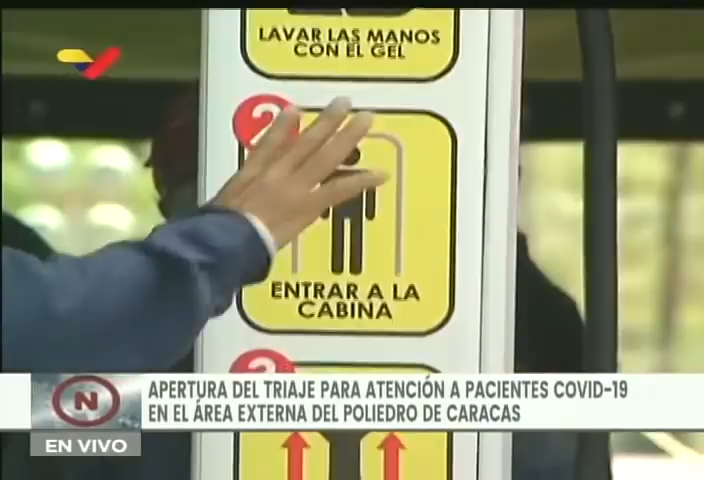 LAVAR LAS MANOS
CON EL GEL
2
ENTRAR A LA
CABINA
N
APERTURA DEL TRIAJE PARA ATENCIÓN A PACIENTES COVID-19
EN EL ÁREA EXTERNA DEL POLIEDRO DE CARACAS
EN VIVO